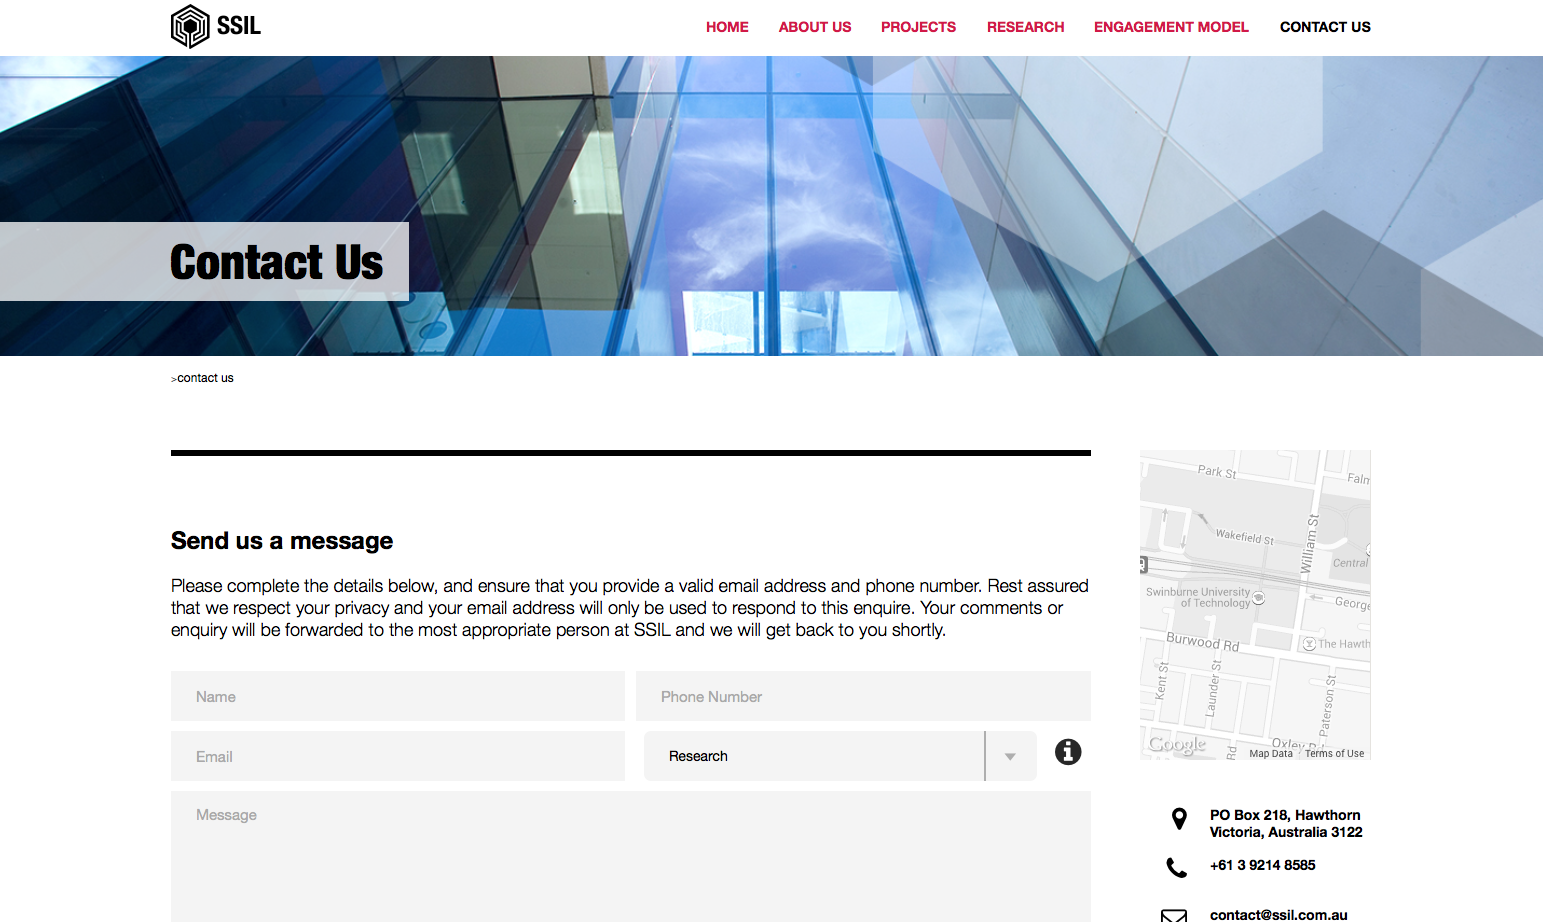 SSIL
HOME
ABOUT US
PROJECTS
RESEARCH
ENGAGEMENT MODEL
CONTACT US
Contact Us
>contact us
Send us a message
Please complete the details below, and ensure that you provide a valid email address and phone number. Rest assured
that we respect your privacy and your email address will only be used to respond to this enquire. Your comments or
enquiry will be forwarded to the most appropriate person at SSIL and we will get back to you shortly.
Name
Phone Number
Email
Research
Message
Park St
Falm
Wakefield St
William St
Central
Swinburne University
of Technology
George
Burwood Rd
The Hawth
Kent St
Launder St
Paterson St
Oxley
Rd
Google
Map Data
Terms of Use
PO Box 218, Hawthorn
Victoria, Australia 3122
+61 3 9214 8585
contact@ssil.com.au